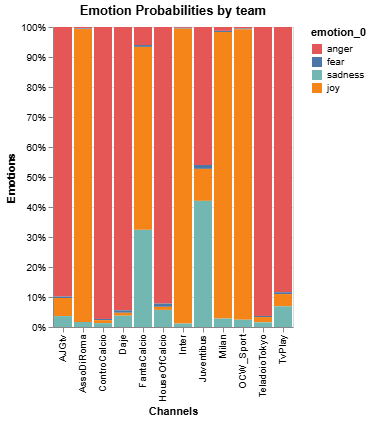 Emotion Probabilities by team
emotion_0
anger
fear
sadness
joy
Emotions
100%
90%
80%
70%
60%
50%
40%
30%
20%
10%
0%
AJGtv
AssoDiRoma
ControCalcio
Daje
FantaCalcio
HouseOfCalcio
Inter
Juventibus
Milan
OCW_Sport
TeladoioTokyo
TvPlay
Channels